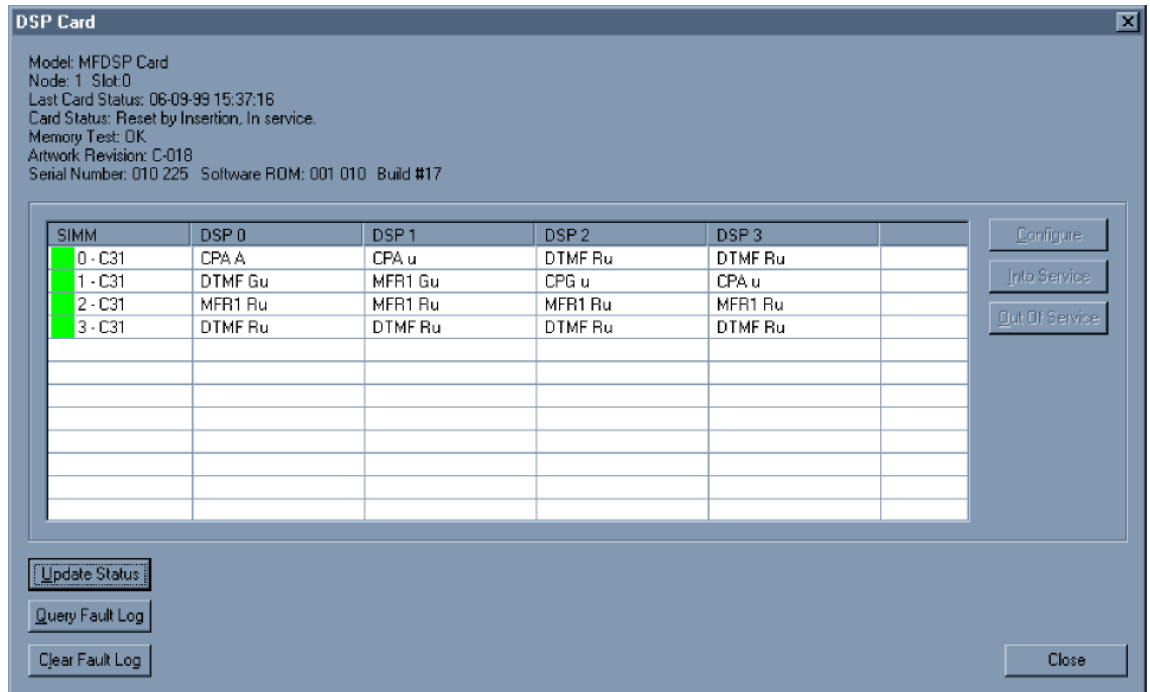 DSP Card
Model: MFDSP Card
Node: 1 Slot:0
Last Card Status: 06-09-99 15:37:16
Card Status: Reset by Insertion, In service.
Memory Test: OK
Artwork Revision: C-018
Serial Number: 010 225 Software ROM: 001 010 Build #17
SIMM DSP 0 DSP 1 DSP 2 DSP 3
0 - C31 CPA A CPA u DTMF Ru DTMF Ru
1 - C31 DTMF Gu MFR1 Gu CPG u CPA u
2 - C31 MFR1 Ru MFR1 Ru MFR1 Ru MFR1 Ru
3 - C31 DTMF Ru DTMF Ru DTMF Ru DTMF Ru
Configure
Into Service
Out Of Service
Update Status
Query Fault Log
Clear Fault Log
Close